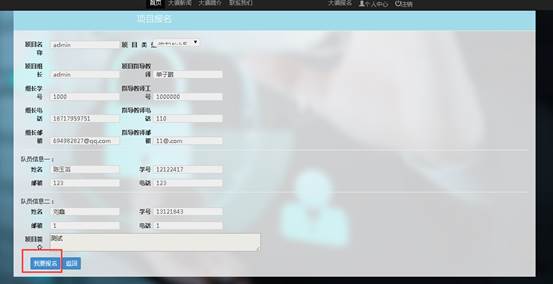 首页 大赛新闻 大赛简介 联系我们 大赛报名 个人中心 注销
项目报名
项目名称 admin 项目类别
项目组长 admin 项目指导教师 单子鹏
组长学号 1000 指导教师工号 1000000
组长电话 18717959751 指导教师电话 110
组长邮箱 694982827@qq.com 指导教师邮箱 11@.com
队员信息一：
姓名 学号 12122417
邮箱 123 电话 123
队员信息二：
姓名 刘鑫 学号 13121843
邮箱 1 电话 1
项目简介 测试
我要报名 返回